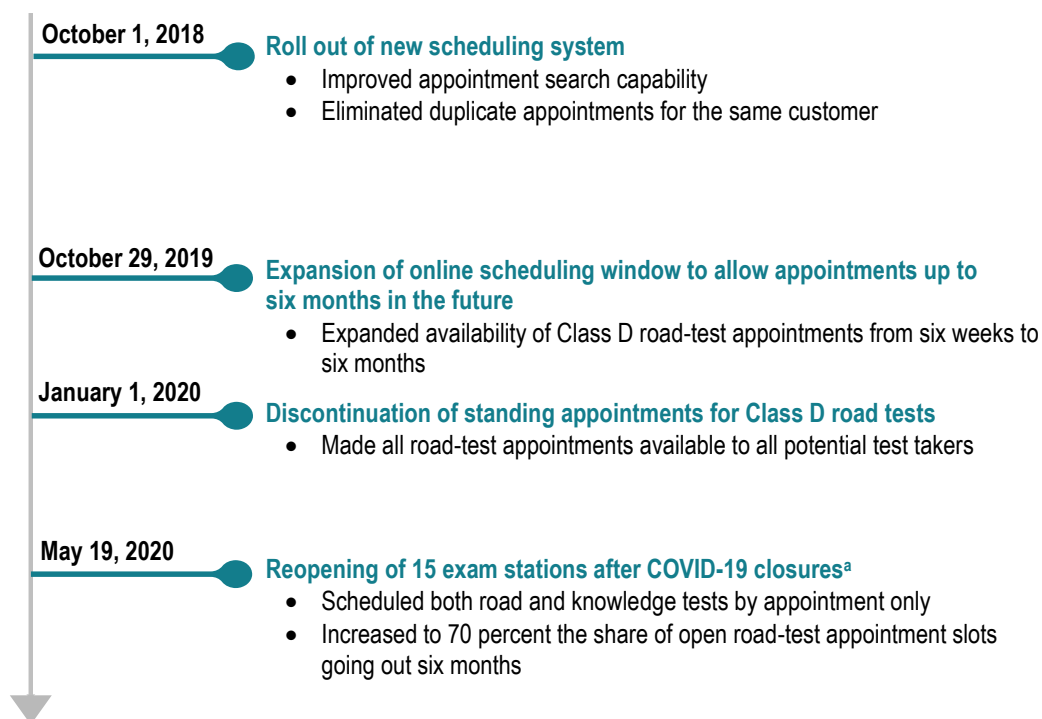 October 1, 2018
Roll out of new scheduling system
• Improved appointment search capability
• Eliminated duplicate appointments for the same customer
October 29, 2019
Expansion of online scheduling window to allow appointments up to
six months in the future
• Expanded availability of Class D road-test appointments from six weeks to
six months
January 1, 2020
Discontinuation of standing appointments for Class D road tests
• Made all road-test appointments available to all potential test takers
May 19, 2020
Reopening of 15 exam stations after COVID-19 closuresᵃ
• Scheduled both road and knowledge tests by appointment only
• Increased to 70 percent the share of open road-test appointment slots
going out six months